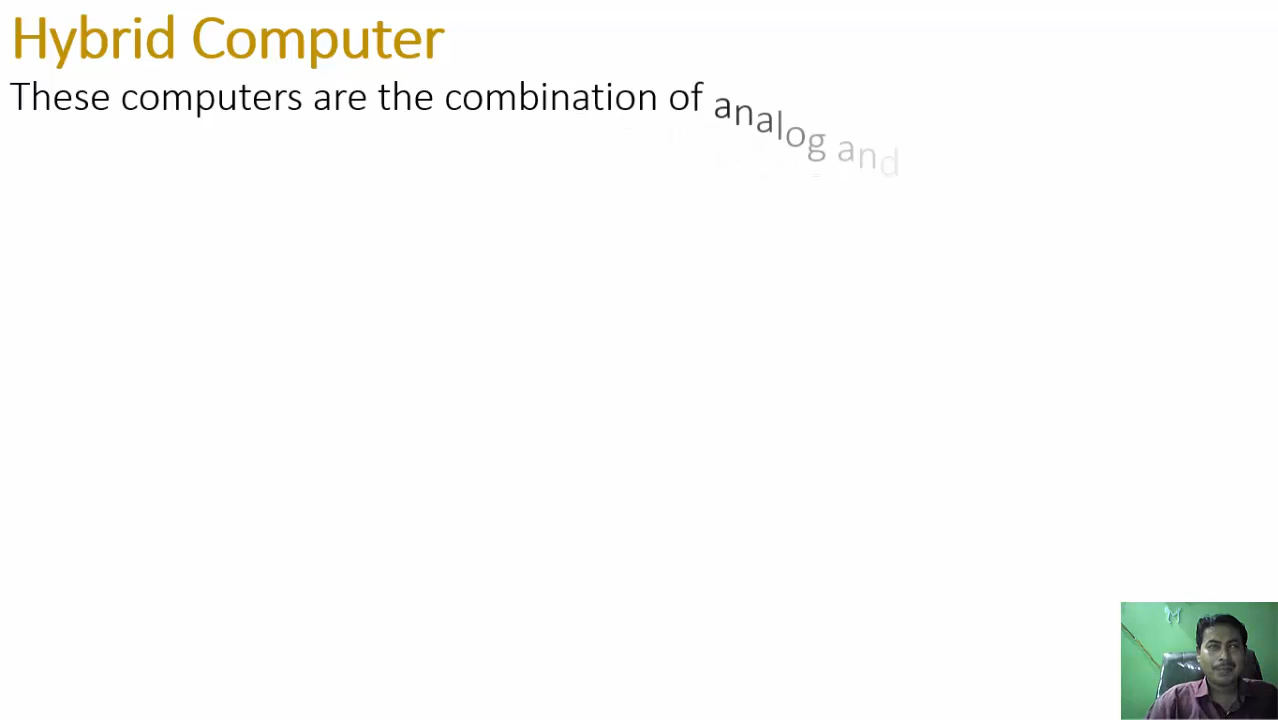 Hybrid Computer
These computers are the combination of analog and